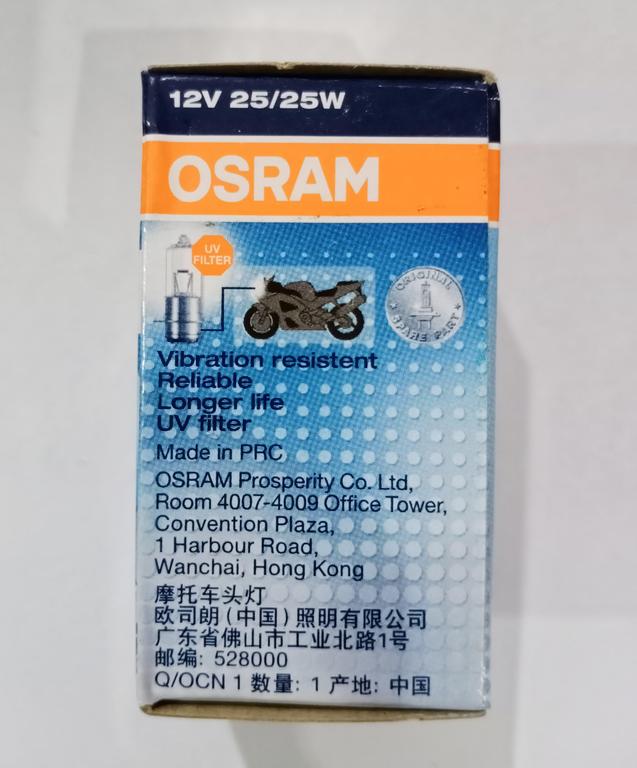 12V 25/25W
OSRAM
UV
FILTER
ORIGINAL
SPARE PART
Vibration resistent
Reliable
Longer life
UV filter
Made in PRC
OSRAM Prosperity Co. Ltd,
Room 4007-4009 Office Tower,
Convention Plaza,
1 Harbour Road,
Wanchai, Hong Kong
摩托车头灯
欧司朗(中国)照明有限公司
广东省佛山市工业北路1号
邮编: 528000
Q/OCN 1 数量: 1 产地: 中国